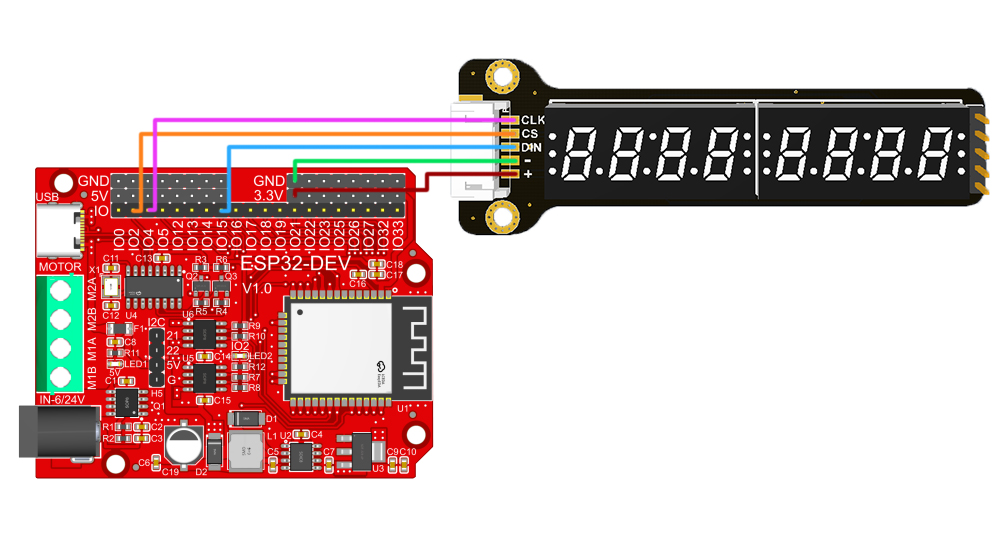 CLK
CS
DIN
-
+
GND
GND
5V
3.3V
IO
USB
IO0
IO2
IO4
IO5
IO12
IO13
IO14
IO15
IO16
IO17
IO18
IO19
IO21
IO22
IO23
IO25
IO26
IO27
IO32
IO33
MOTOR
M2A
M2B
M1A
M1B
IN-6/24V
ESP32-DEV
V1.0
C11
X1
C13
R3
R6
C18
C17
C16
Q2
Q3
C12
U4
R5
R4
F1
I2C
21
22
5V
G
H5
U6
R9
R10
IO2
LED2
C8
R11
LED1
5V
U5
C14
R12
R7
R8
C1
C15
U1
Q1
R1
R2
C2
C3
D1
L1
U2
C4
C6
C19
D2
C5
C7
U3
C9
C10